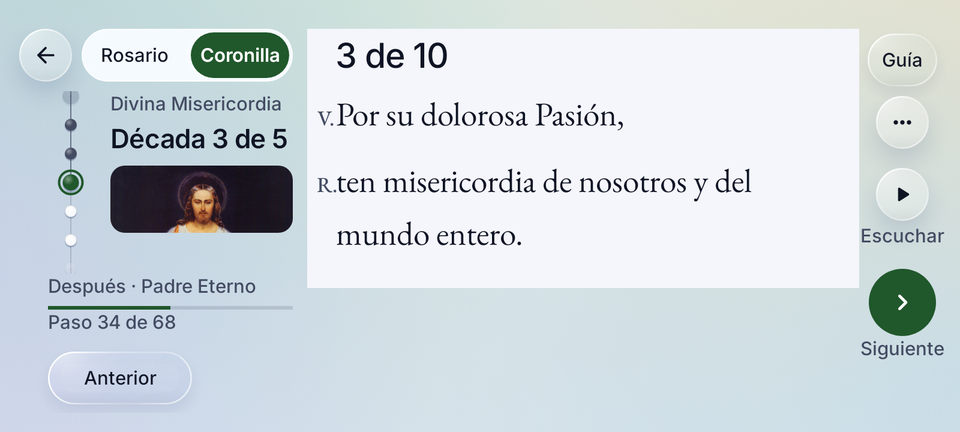 Rosario
Coronilla
Divina Misericordia
Década 3 de 5
Después · Padre Eterno
Paso 34 de 68
Anterior
3 de 10
V. Por su dolorosa Pasión,
R. ten misericordia de nosotros y del
mundo entero.
Guía
Escuchar
Siguiente